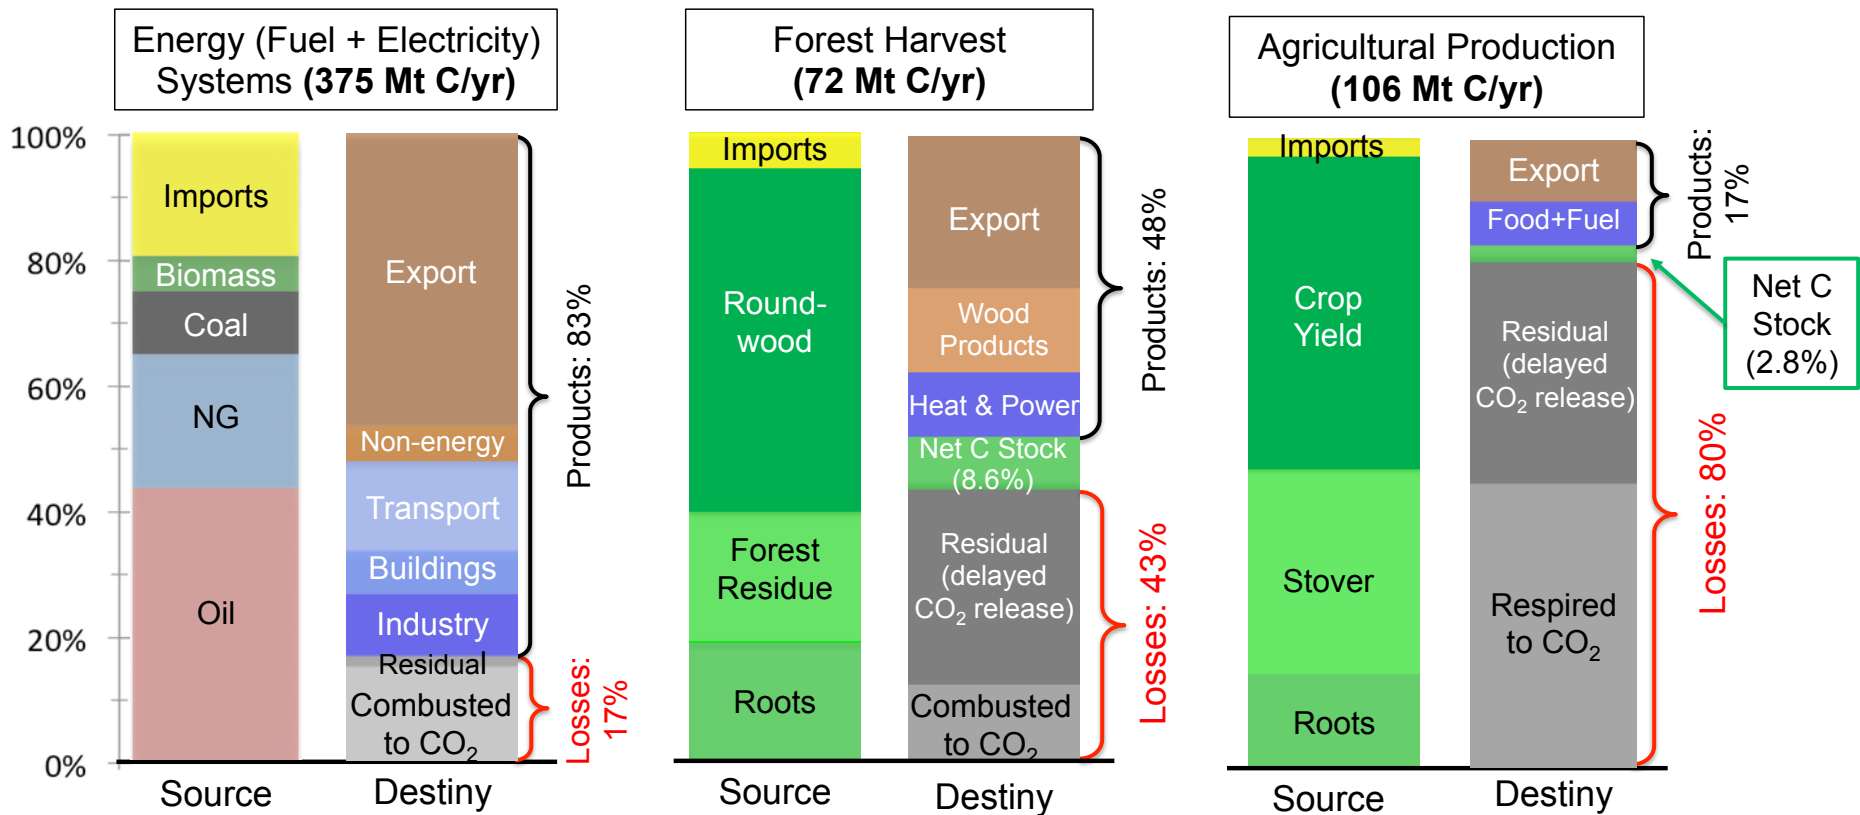 Energy (Fuel + Electricity)
Systems (375 Mt C/yr)
100%
80%
60%
40%
20%
0%
Imports
Biomass
Coal
NG
Oil
Source
Export
Non-energy
Transport
Buildings
Industry
Residual
Combusted
to CO₂
Destiny
Products: 83%
Losses:
17%
Forest Harvest
(72 Mt C/yr)
Imports
Round-
wood
Forest
Residue
Roots
Source
Export
Wood
Products
Heat & Power
Net C Stock
(8.6%)
Residual
(delayed
CO₂ release)
Combusted
to CO₂
Destiny
Products: 48%
Losses: 43%
Agricultural Production
(106 Mt C/yr)
Imports
Crop
Yield
Stover
Roots
Source
Export
Food+Fuel
Residual
(delayed
CO₂ release)
Respired
to CO₂
Destiny
Products:
17%
Net C
Stock
(2.8%)
Losses: 80%